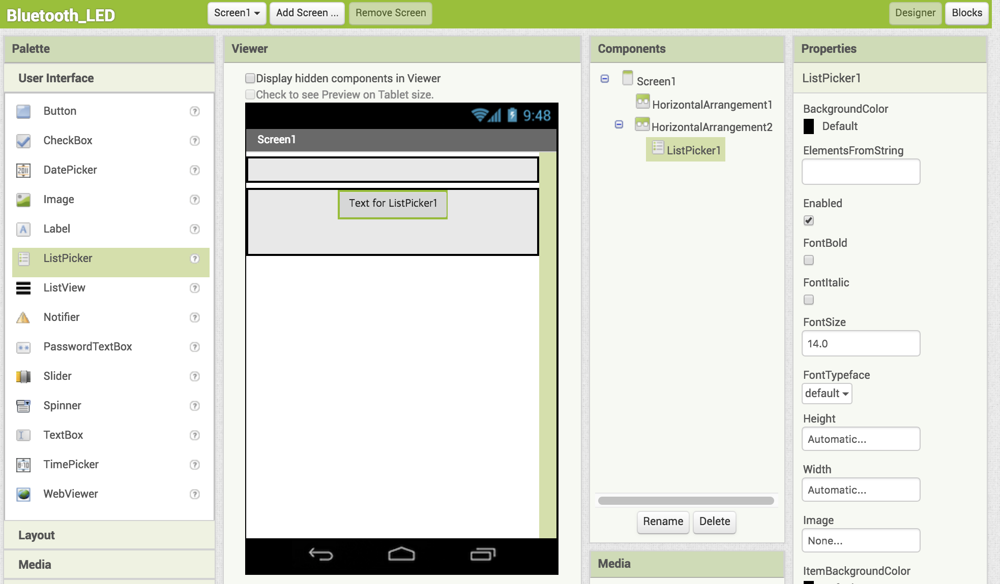 Bluetooth_LED
Screen1
Add Screen ...
Remove Screen
Designer
Blocks
Palette
User Interface
Button ?
CheckBox ?
2011 DatePicker ?
Image ?
A Label ?
ListPicker ?
ListView ?
Notifier ?
** PasswordTextBox ?
Slider ?
Spinner ?
I TextBox ?
8:10 TimePicker ?
WebViewer ?
Layout
Media
Viewer
Display hidden components in Viewer
Check to see Preview on Tablet size.
9:48
Screen1
Text for ListPicker1
Components
Screen1
HorizontalArrangement1
HorizontalArrangement2
ListPicker1
Rename
Delete
Media
Properties
ListPicker1
BackgroundColor
Default
ElementsFromString
Enabled
FontBold
FontItalic
FontSize
14.0
FontTypeface
default
Height
Automatic...
Width
Automatic...
Image
None...
ItemBackgroundColor